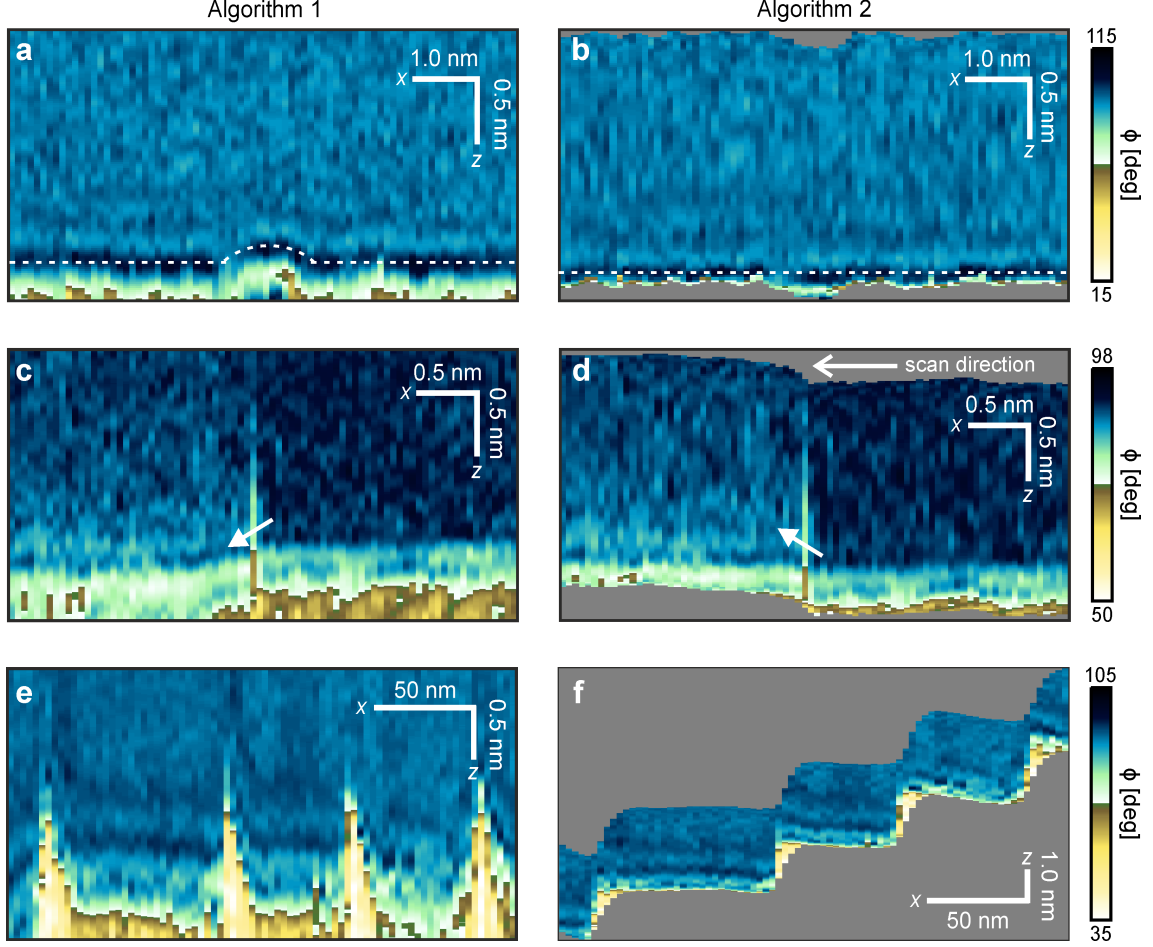 Algorithm 1
Algorithm 2
a
1.0 nm
x
0.5 nm
z
b
1.0 nm
x
0.5 nm
z
115
ϕ [deg]
15
c
0.5 nm
x
0.5 nm
z
d
scan direction
0.5 nm
x
0.5 nm
z
98
ϕ [deg]
50
e
50 nm
x
0.5 nm
z
f
z
1.0 nm
x
50 nm
105
ϕ [deg]
35